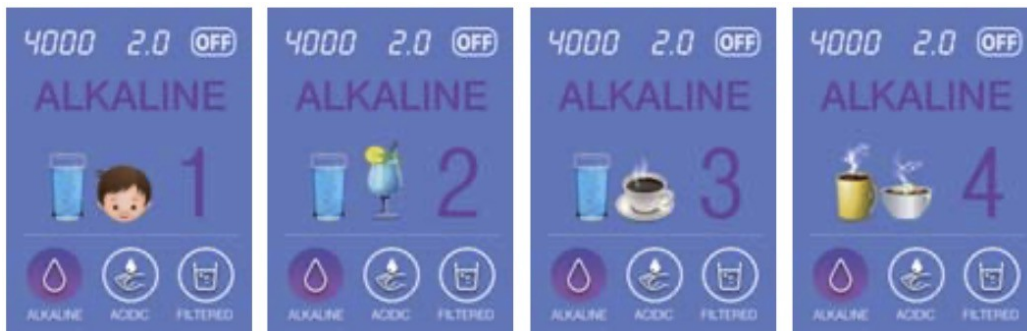 4000 2.0 OFF
ALKALINE
1
ALKALINE ACIDIC FILTERED
4000 2.0 OFF
ALKALINE
2
ALKALINE ACIDIC FILTERED
4000 2.0 OFF
ALKALINE
3
ALKALINE ACIDIC FILTERED
4000 2.0 OFF
ALKALINE
4
ALKALINE ACIDIC FILTERED